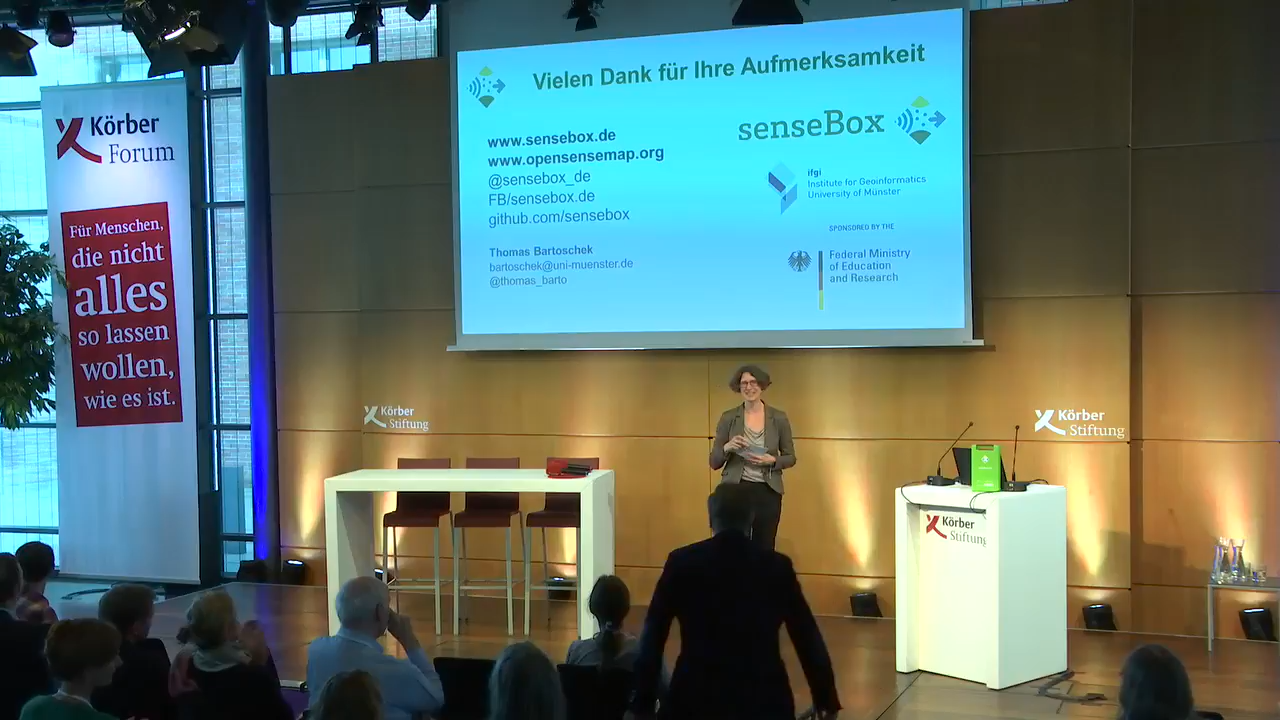 Körber
Forum
Für Menschen,
die nicht
alles
so lassen
wollen,
wie es ist.
Vielen Dank für Ihre Aufmerksamkeit
www.sensebox.de
www.opensensemap.org
@sensebox_de
FB/sensebox.de
github.com/sensebox
Thomas Bartoschek
bartoschek@uni-muenster.de
@thomas_barto
senseBox
ifgi
Institute for Geoinformatics
University of Münster
SPONSORED BY THE
Federal Ministry
of Education
and Research
Körber
Stiftung
Körber
Stiftung
Körber
Stiftung